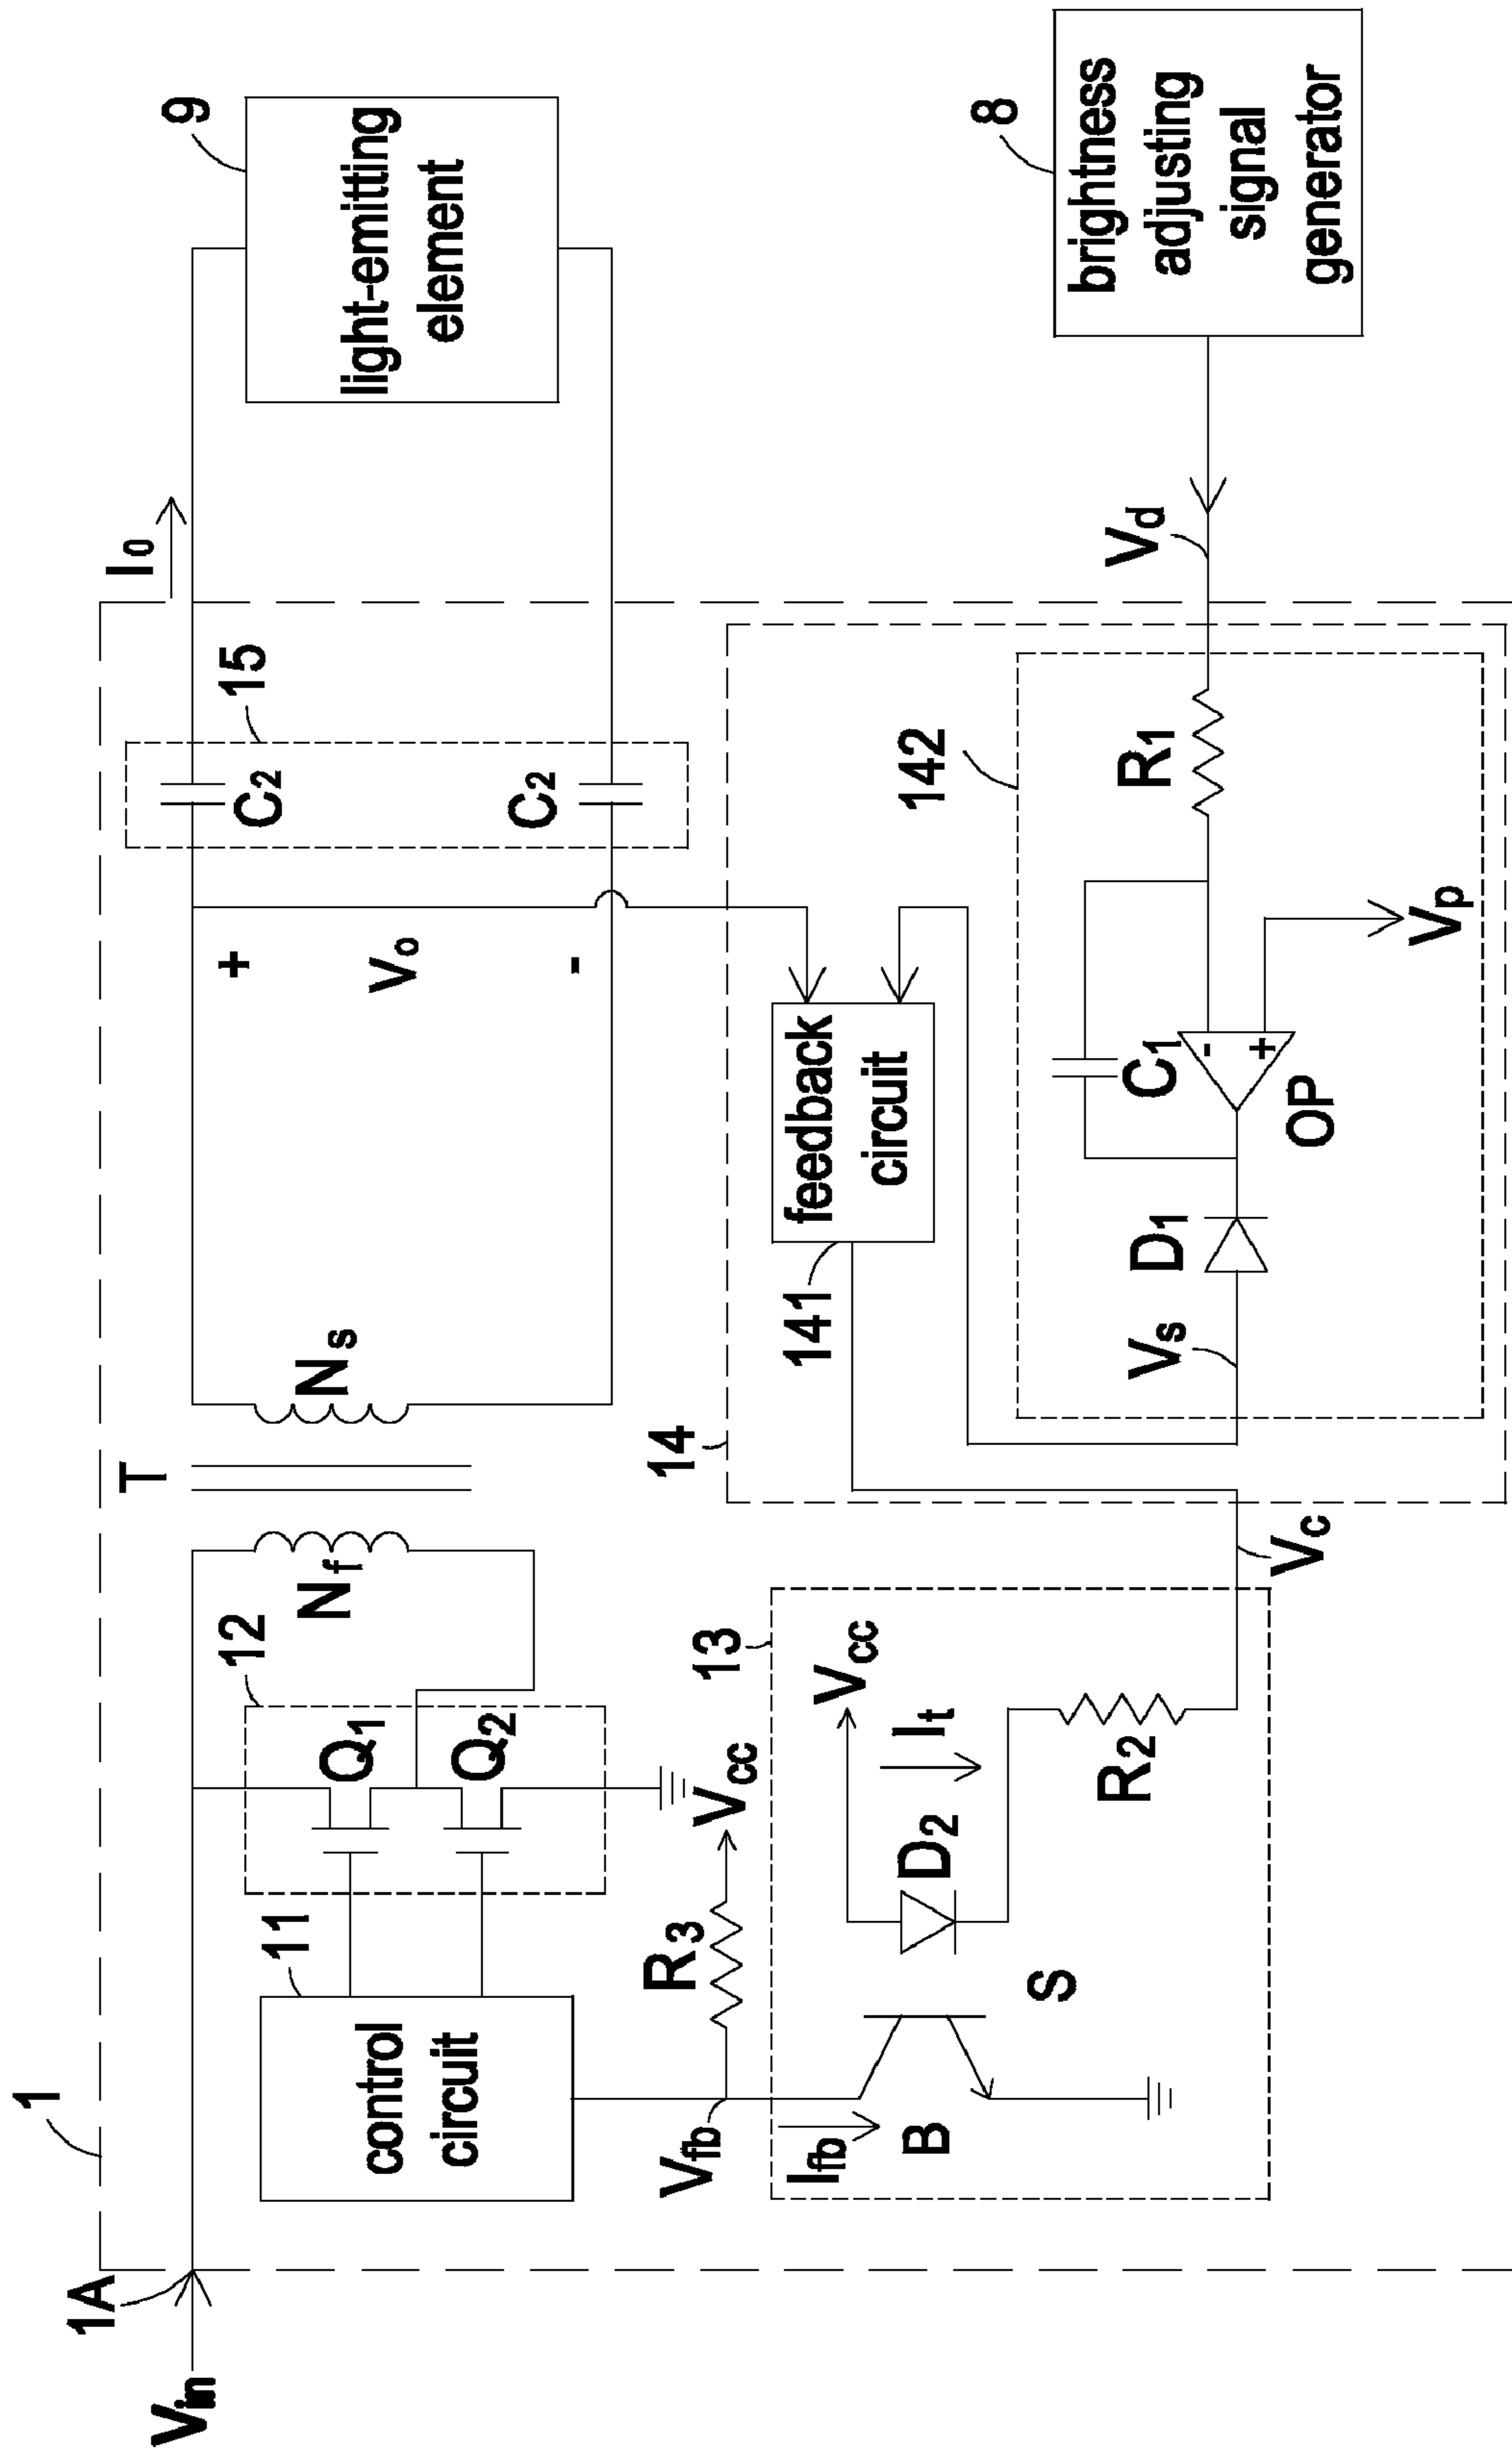 1
1A
Vin
T
I0
9
light-emitting
element
15
C2
C2
+
Vo
-
Ns
Nf
12
Q1
Q2
11
control
circuit
R3
Vcc
Vfb
Ifb
13
Vcc
It
D2
R2
S
B
Vc
14
141
feedback
circuit
142
R1
C1
-
+
OP
Vp
D1
Vs
Vd
8
brightness
adjusting
signal
generator